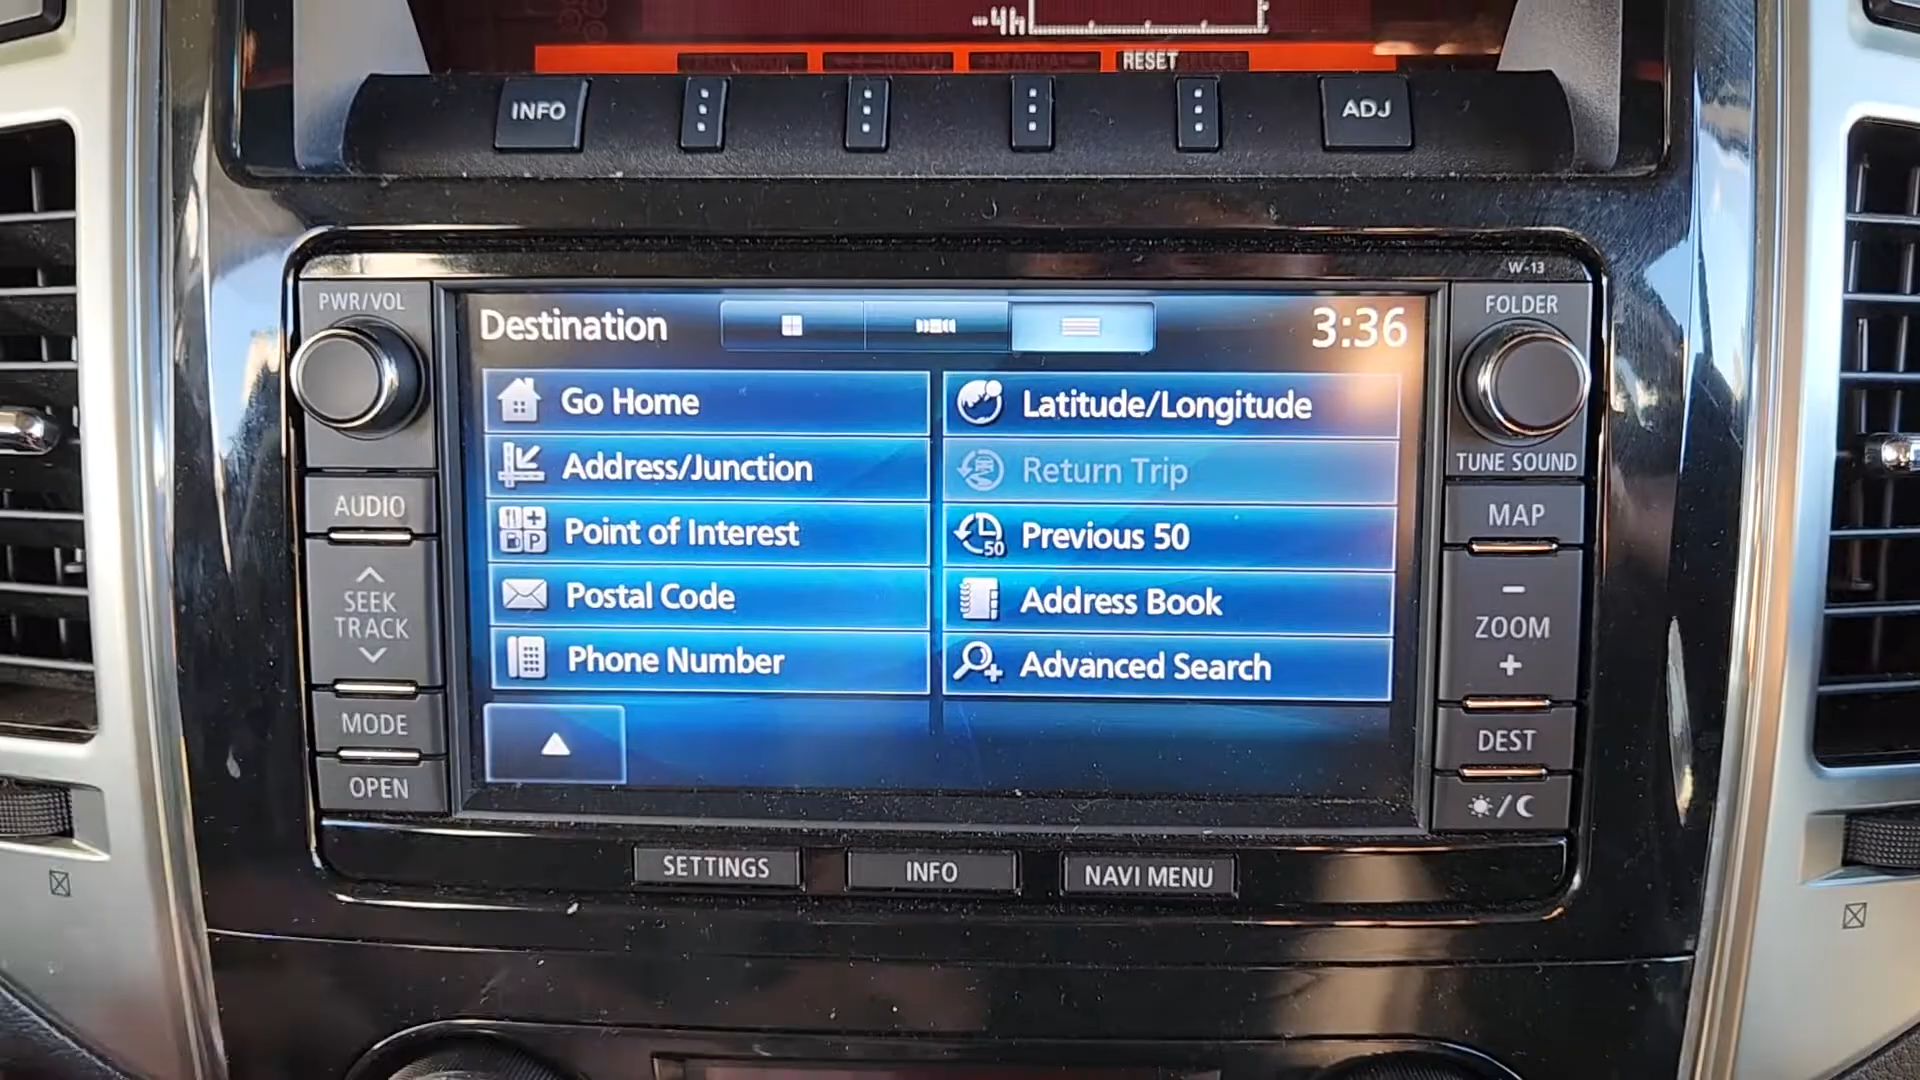 -4h
RESET
INFO
ADJ
W-13
PWR/VOL
FOLDER
Destination
3:36
Go Home
Latitude/Longitude
TUNE SOUND
Address/Junction
Return Trip
AUDIO
MAP
Point of Interest
Previous 50
50
P
SEEK
TRACK
Postal Code
Address Book
ZOOM
Phone Number
Advanced Search
MODE
DEST
OPEN
SETTINGS
INFO
NAVI MENU